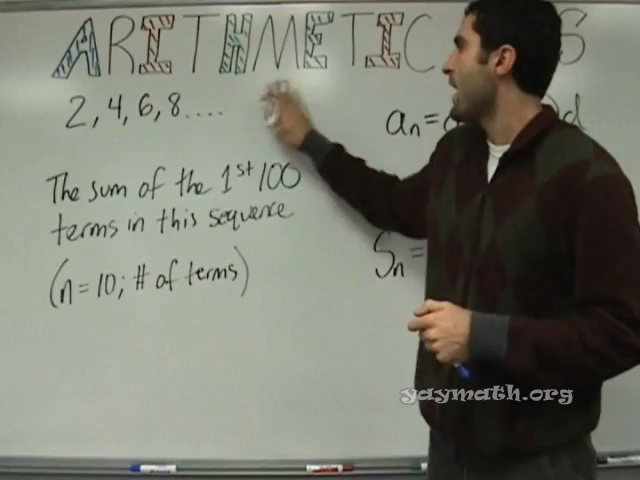 ARITHMETIC S
2, 4, 6, 8....
an= d
The sum of the 1st 100
terms in this sequence
Sn=
(n = 10; # of terms)
yaymath.org